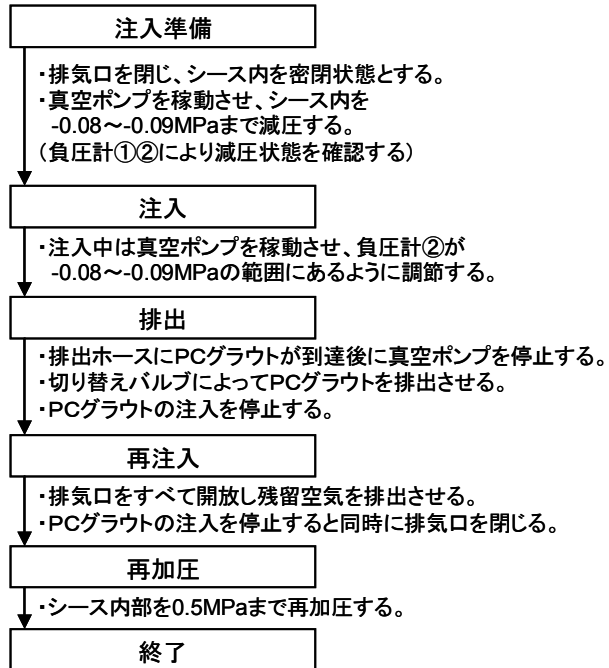 注入準備
・排気口を閉じ、シース内を密閉状態とする。
・真空ポンプを稼動させ、シース内を
-0.08～-0.09MPaまで減圧する。
（負圧計①②により減圧状態を確認する）
注入
・注入中は真空ポンプを稼動させ、負圧計②が
-0.08～-0.09MPaの範囲にあるように調節する。
排出
・排出ホースにPCグラウトが到達後に真空ポンプを停止する。
・切り替えバルブによってPCグラウトを排出させる。
・PCグラウトの注入を停止する。
再注入
・排気口をすべて開放し残留空気を排出させる。
・PCグラウトの注入を停止すると同時に排気口を閉じる。
再加圧
・シース内部を0.5MPaまで再加圧する。
終了